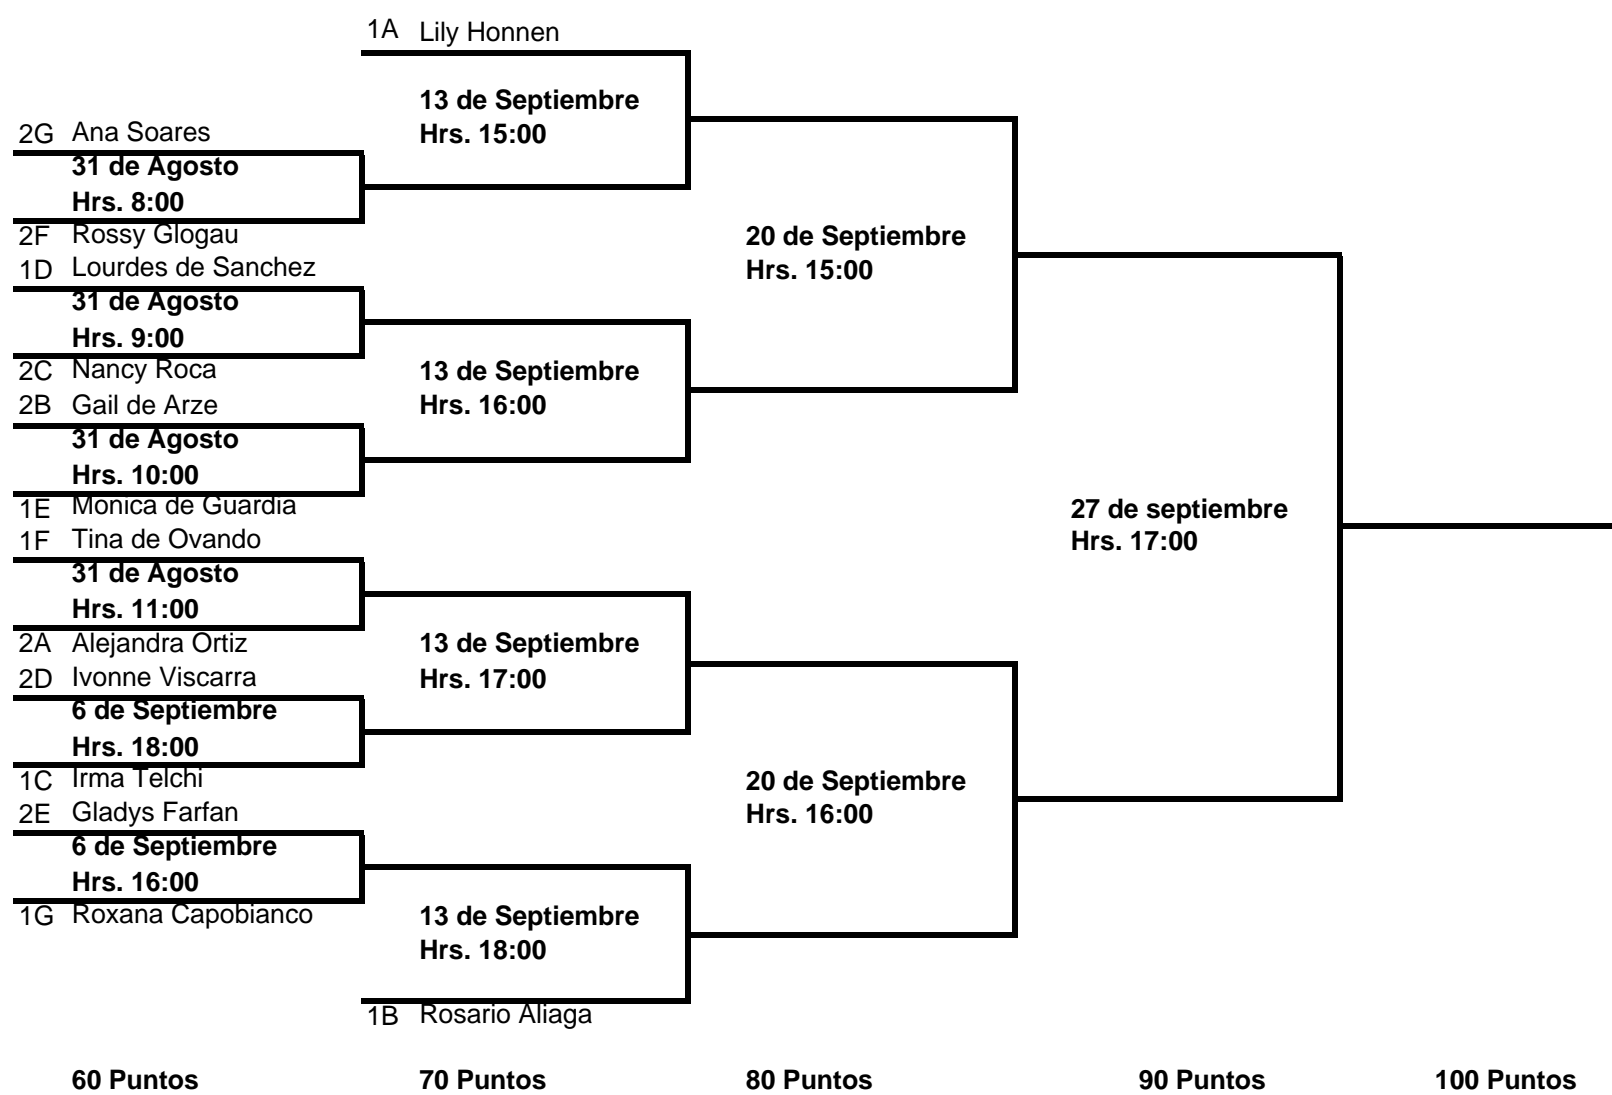 1A Lily Honnen
13 de Septiembre
Hrs. 15:00
2G Ana Soares
31 de Agosto
Hrs. 8:00
2F Rossy Glogau
1D Lourdes de Sanchez
31 de Agosto
Hrs. 9:00
2C Nancy Roca
2B Gail de Arze
31 de Agosto
Hrs. 10:00
1E Monica de Guardia
1F Tina de Ovando
31 de Agosto
Hrs. 11:00
2A Alejandra Ortiz
2D Ivonne Viscarra
6 de Septiembre
Hrs. 18:00
1C Irma Telchi
2E Gladys Farfan
6 de Septiembre
Hrs. 16:00
1G Roxana Capobianco
13 de Septiembre
Hrs. 16:00
13 de Septiembre
Hrs. 17:00
13 de Septiembre
Hrs. 18:00
1B Rosario Aliaga
20 de Septiembre
Hrs. 15:00
20 de Septiembre
Hrs. 16:00
27 de septiembre
Hrs. 17:00
60 Puntos 70 Puntos 80 Puntos 90 Puntos 100 Puntos